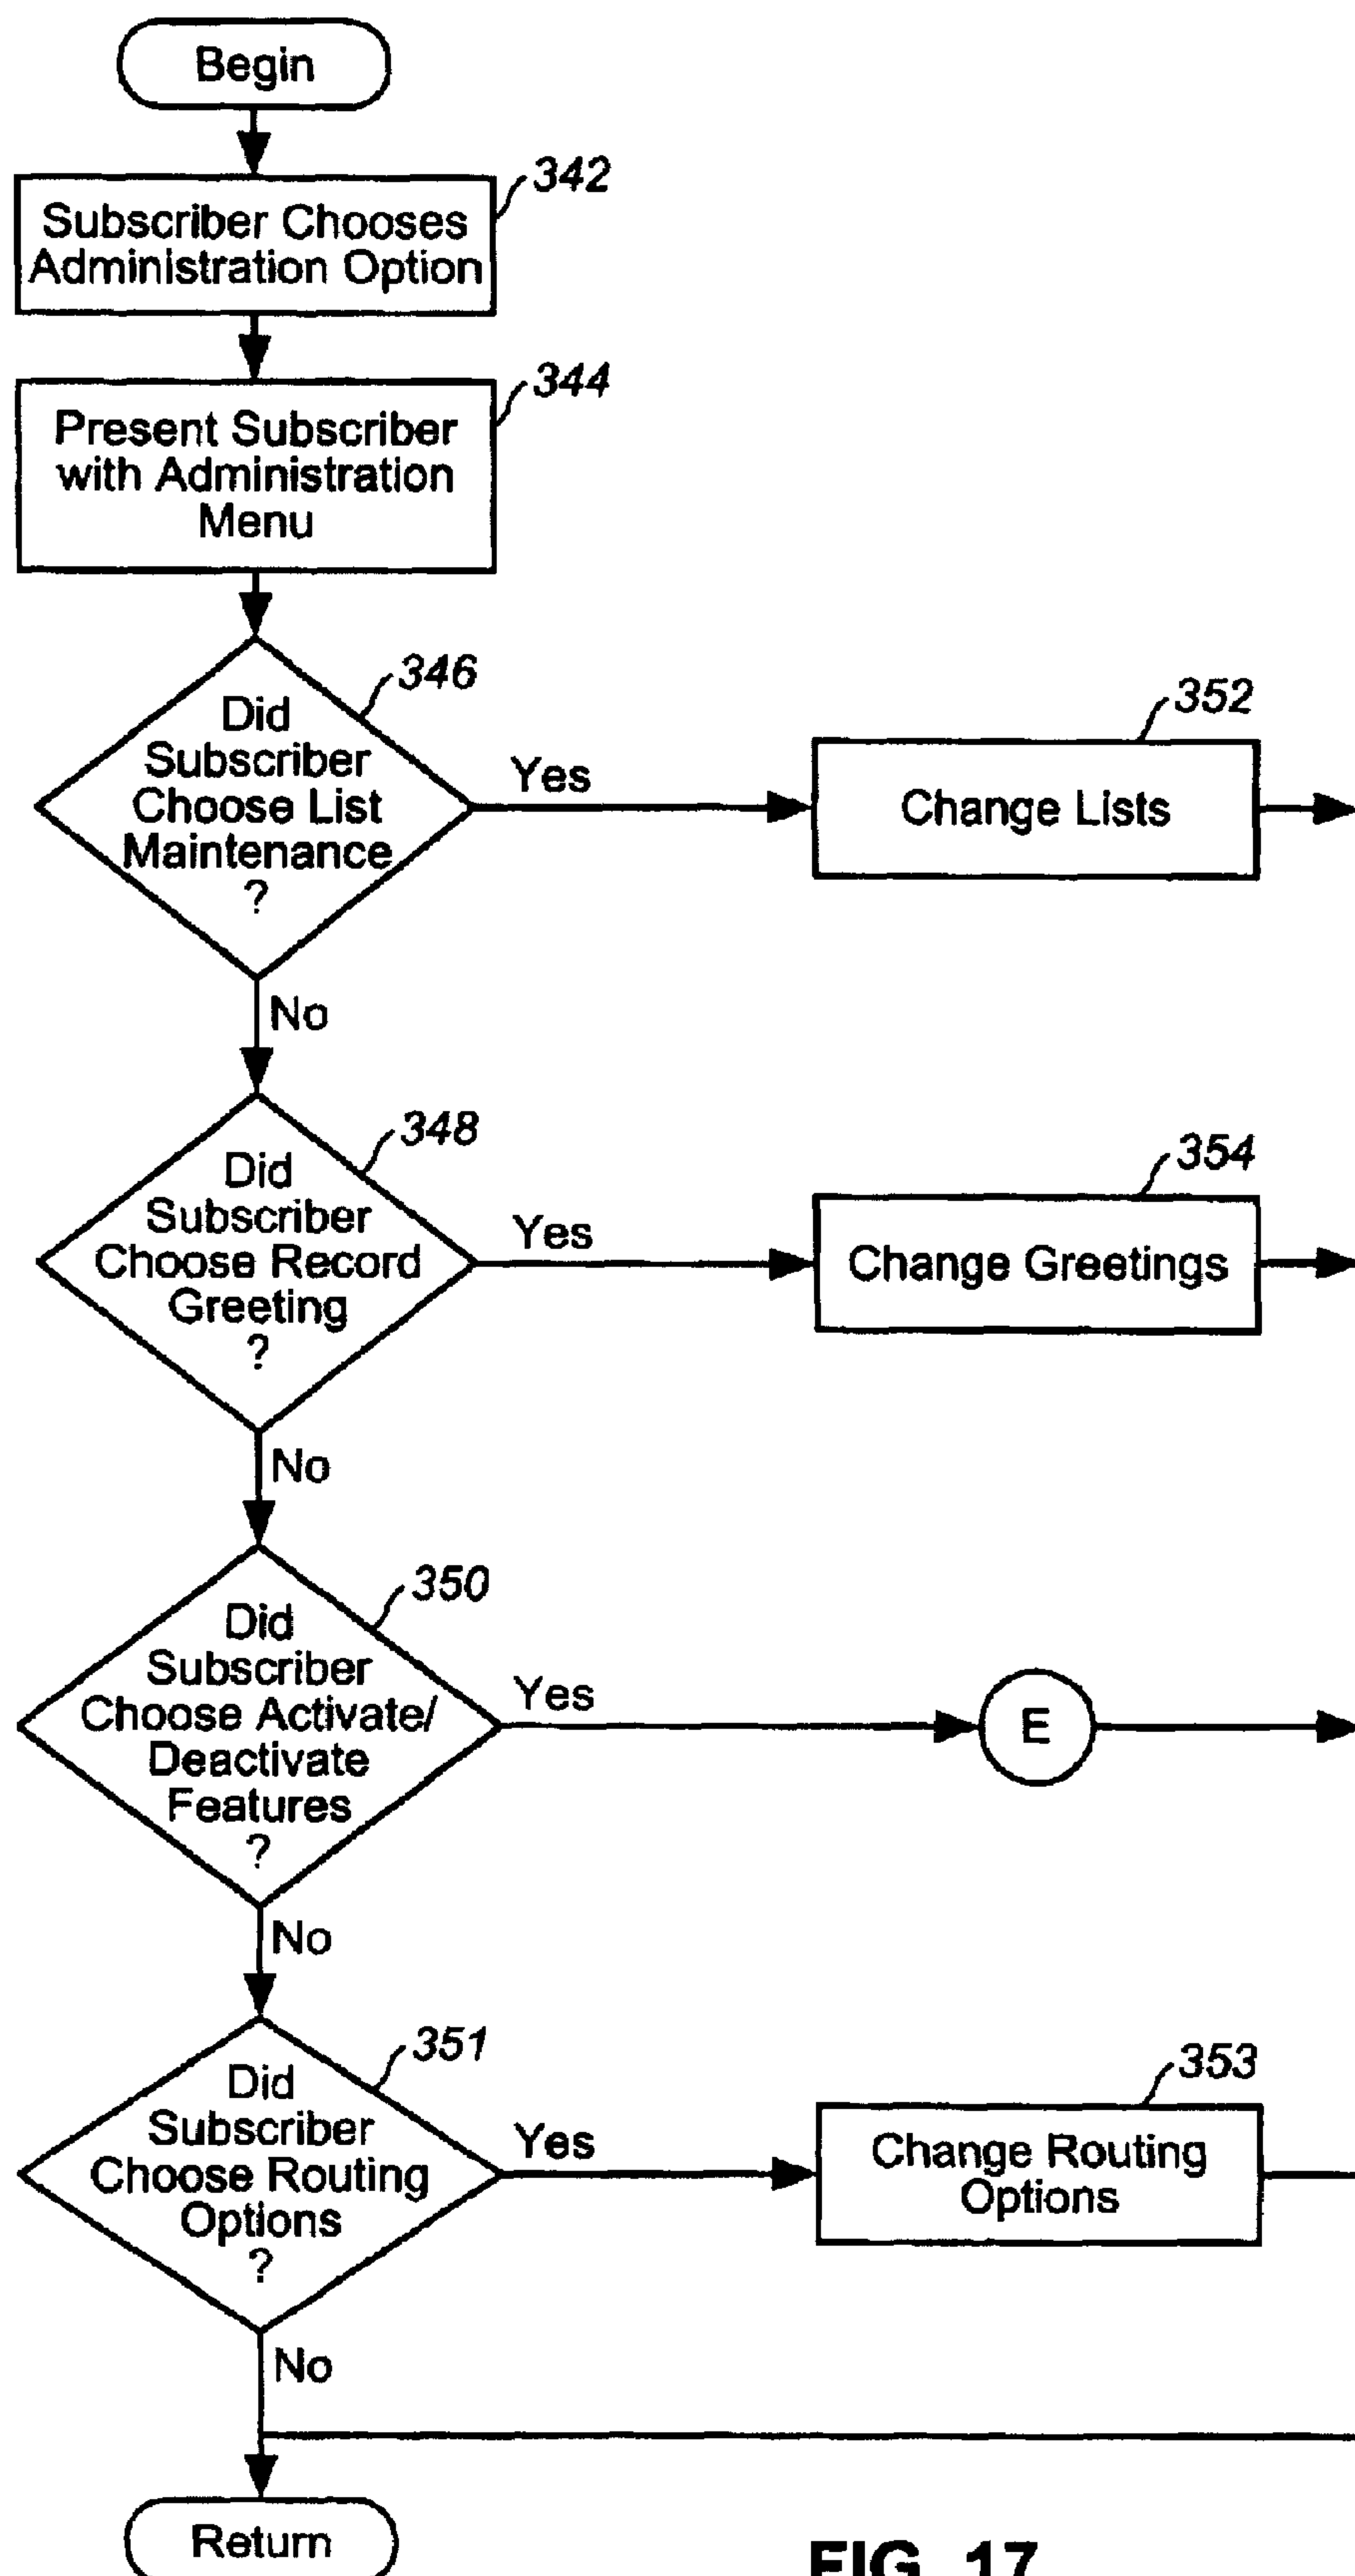 Begin
342
Subscriber Chooses
Administration Option
344
Present Subscriber
with Administration
Menu
346
Did
Subscriber
Choose List
Maintenance
?
Yes
352
Change Lists
No
348
Did
Subscriber
Choose Record
Greeting
?
Yes
354
Change Greetings
No
350
Did
Subscriber
Choose Activate/
Deactivate
Features
?
Yes
E
No
351
Did
Subscriber
Choose Routing
Options
?
Yes
353
Change Routing
Options
No
Return
FIG. 17